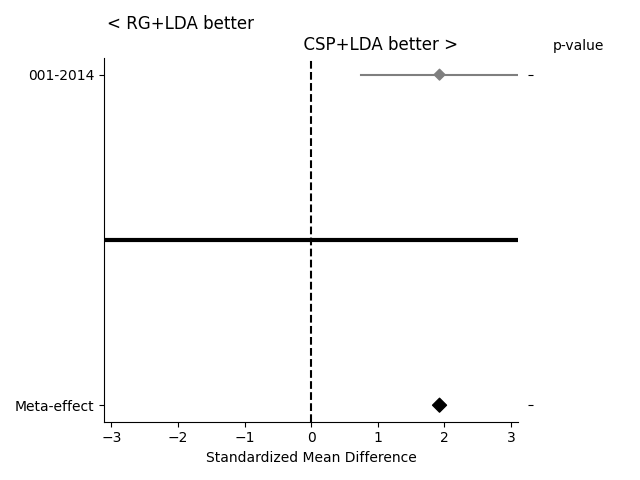 < RG+LDA better
CSP+LDA better >
p-value
001-2014
Meta-effect
−3 −2 −1 0 1 2 3
Standardized Mean Difference